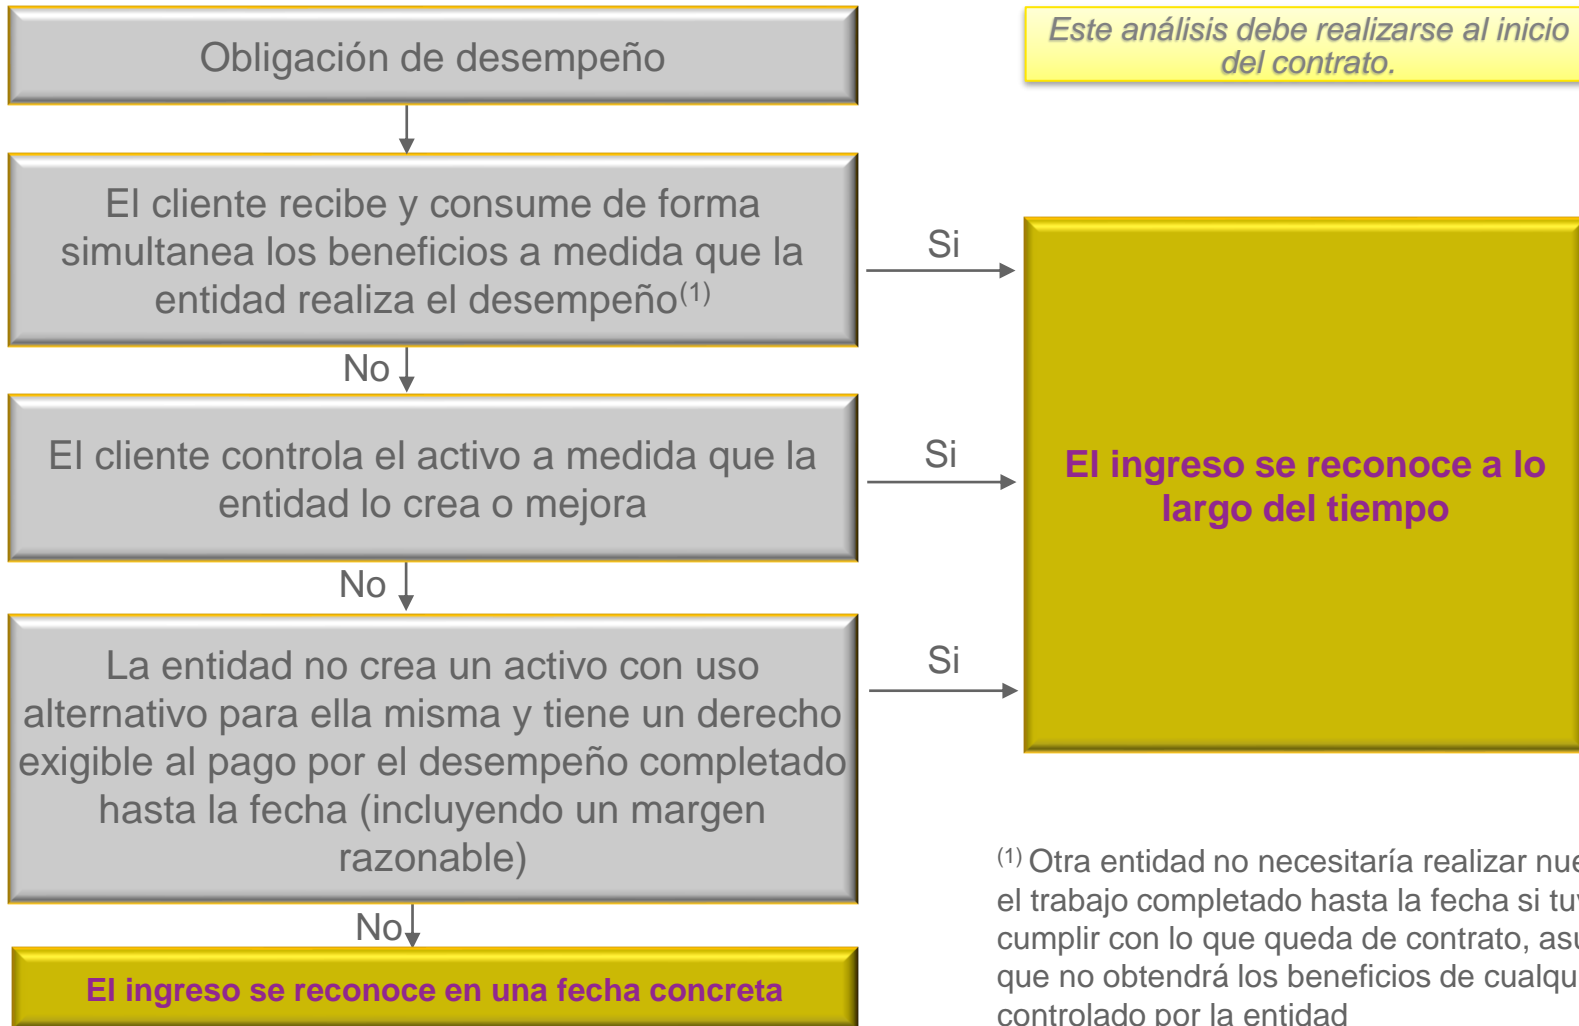 Obligación de desempeño
Este análisis debe realizarse al inicio
del contrato.
El cliente recibe y consume de forma
simultanea los beneficios a medida que la
entidad realiza el desempeño(1)
Si
No
El cliente controla el activo a medida que la
entidad lo crea o mejora
Si
El ingreso se reconoce a lo
largo del tiempo
No
La entidad no crea un activo con uso
alternativo para ella misma y tiene un derecho
exigible al pago por el desempeño completado
hasta la fecha (incluyendo un margen
razonable)
Si
No
El ingreso se reconoce en una fecha concreta
(1) Otra entidad no necesitaría realizar
el trabajo completado hasta la fecha si
cumplir con lo que queda de contrato,
que no obtendrá los beneficios de
controlado por la entidad